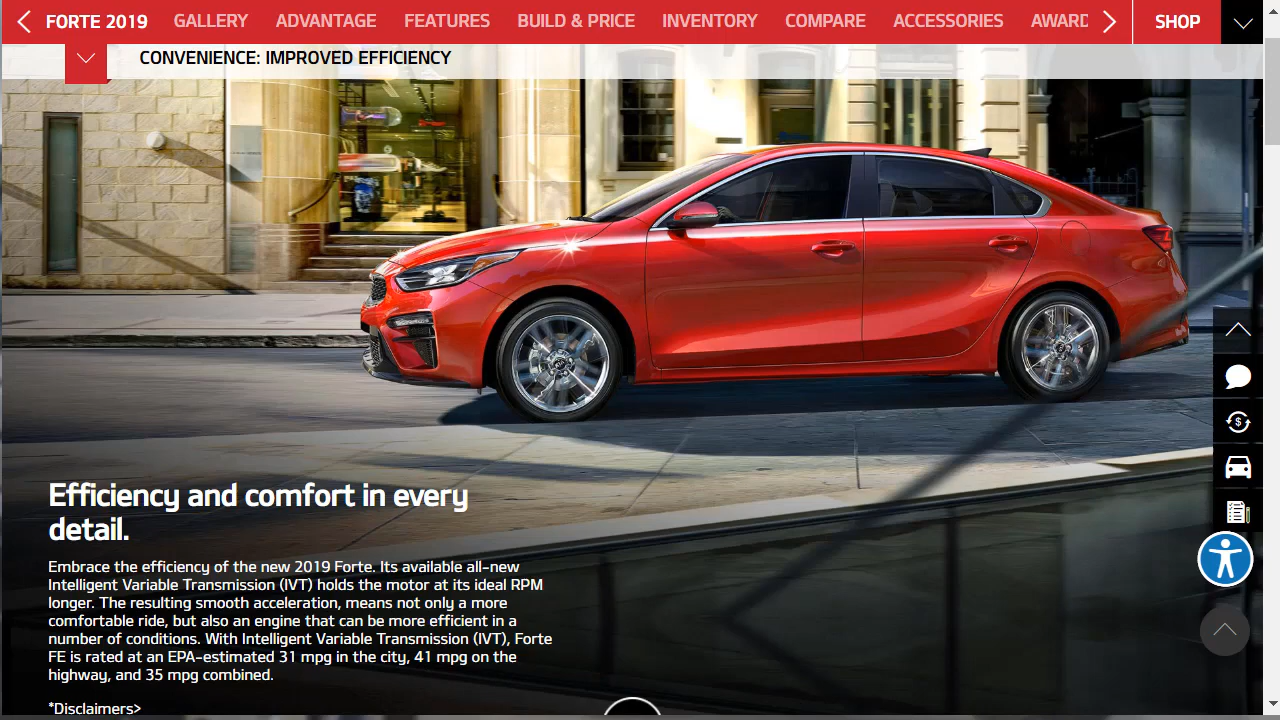 FORTE 2019 GALLERY ADVANTAGE FEATURES BUILD & PRICE INVENTORY COMPARE ACCESSORIES AWARD SHOP
CONVENIENCE: IMPROVED EFFICIENCY
$
Efficiency and comfort in every
detail.
Embrace the efficiency of the new 2019 Forte. Its available all-new
Intelligent Variable Transmission (IVT) holds the motor at its ideal RPM
longer. The resulting smooth acceleration, means not only a more
comfortable ride, but also an engine that can be more efficient in a
number of conditions. With Intelligent Variable Transmission (IVT), Forte
FE is rated at an EPA-estimated 31 mpg in the city, 41 mpg on the
highway, and 35 mpg combined.
*Disclaimers>